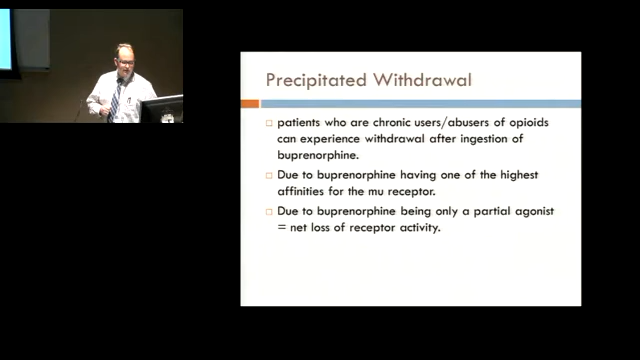 Precipitated Withdrawal
patients who are chronic users/abusers of opioids
can experience withdrawal after ingestion of
buprenorphine.
Due to buprenorphine having one of the highest
affinities for the mu receptor.
Due to buprenorphine being only a partial agonist
= net loss of receptor activity.